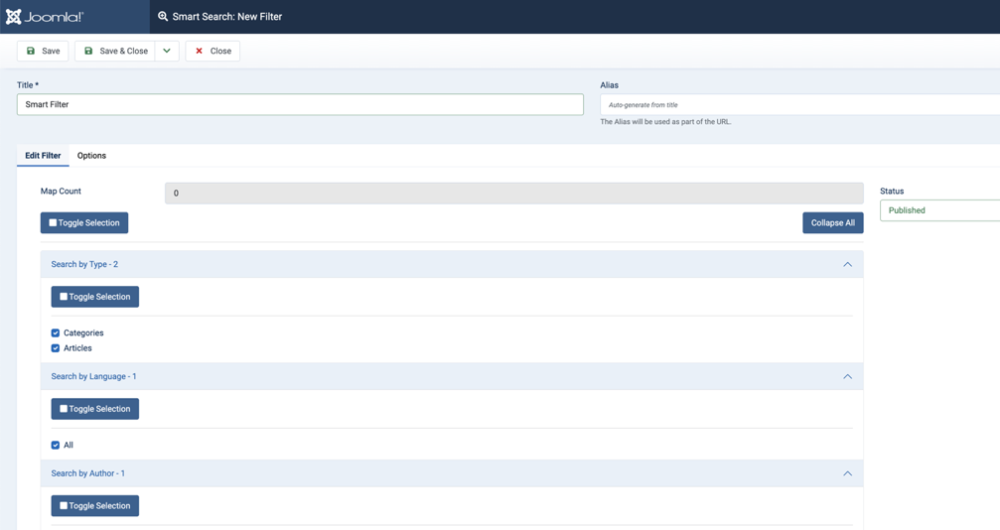 Joomla!®
Smart Search: New Filter
Save
Save & Close
Close
Title *
Smart Filter
Alias
Auto-generate from title
The Alias will be used as part of the URL.
Edit Filter
Options
Map Count
0
Status
Published
Toggle Selection
Collapse All
Search by Type - 2
Toggle Selection
Categories
Articles
Search by Language - 1
Toggle Selection
All
Search by Author - 1
Toggle Selection